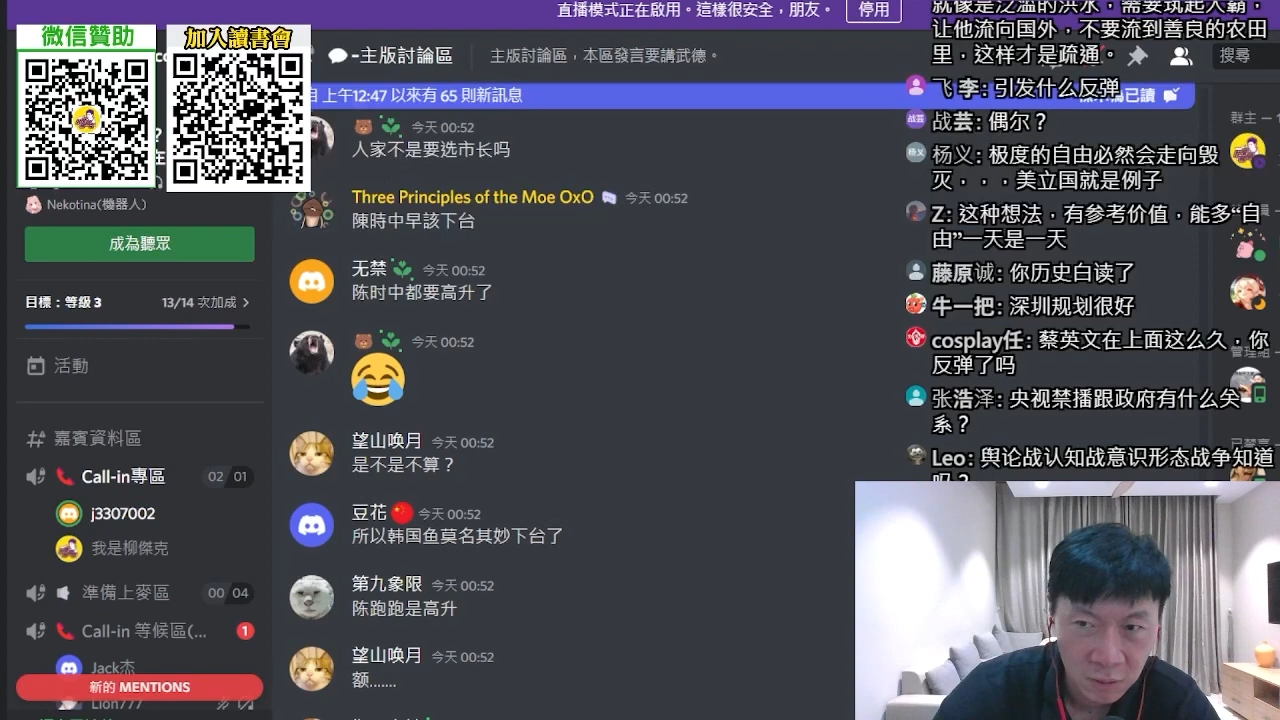 直播模式正在啟用。這樣很安全，朋友。
停用
微信贊助
加入讀書會
-主版討論區
主版討論區，本區發言要講武德。
搜尋
上午12:47 以來有 65 則新訊息
已讀
Nekotina(機器人)
成為聽眾
目標：等級 3
13/14 次加成
活動
嘉賓資料區
Call-in專區
02 01
j3307002
我是柳傑克
準備上麥區
00 04
Call-in 等候區(...
1
Jack杰
新的 MENTIONS
Lion777
今天 00:52
人家不是要选市长吗
Three Principles of the Moe OxO 今天 00:52
陳時中早該下台
无禁 今天 00:52
陈时中都要高升了
今天 00:52
望山唤月 今天 00:52
是不是不算？
豆花 今天 00:52
所以韩国鱼莫名其妙下台了
第九象限 今天 00:52
陈跑跑是高升
望山唤月 今天 00:52
额.......
就像是泛滥的洪水，需要筑起大霸，
让他流向国外，不要流到善良的农田
里，这样才是疏通。
飞 李: 引发什么反弹
战芸: 偶尔？
杨义: 极度的自由必然会走向毁
灭···美立国就是例子
Z: 这种想法，有参考价值，能多“自
由”一天是一天
藤原诚: 你历史白读了
牛一把: 深圳规划很好
cosplay任: 蔡英文在上面这么久，你
反弹了吗
张浩泽: 央视禁播跟政府有什么关
系？
Leo: 舆论战认知战意识形态战争知道
吗？
群主